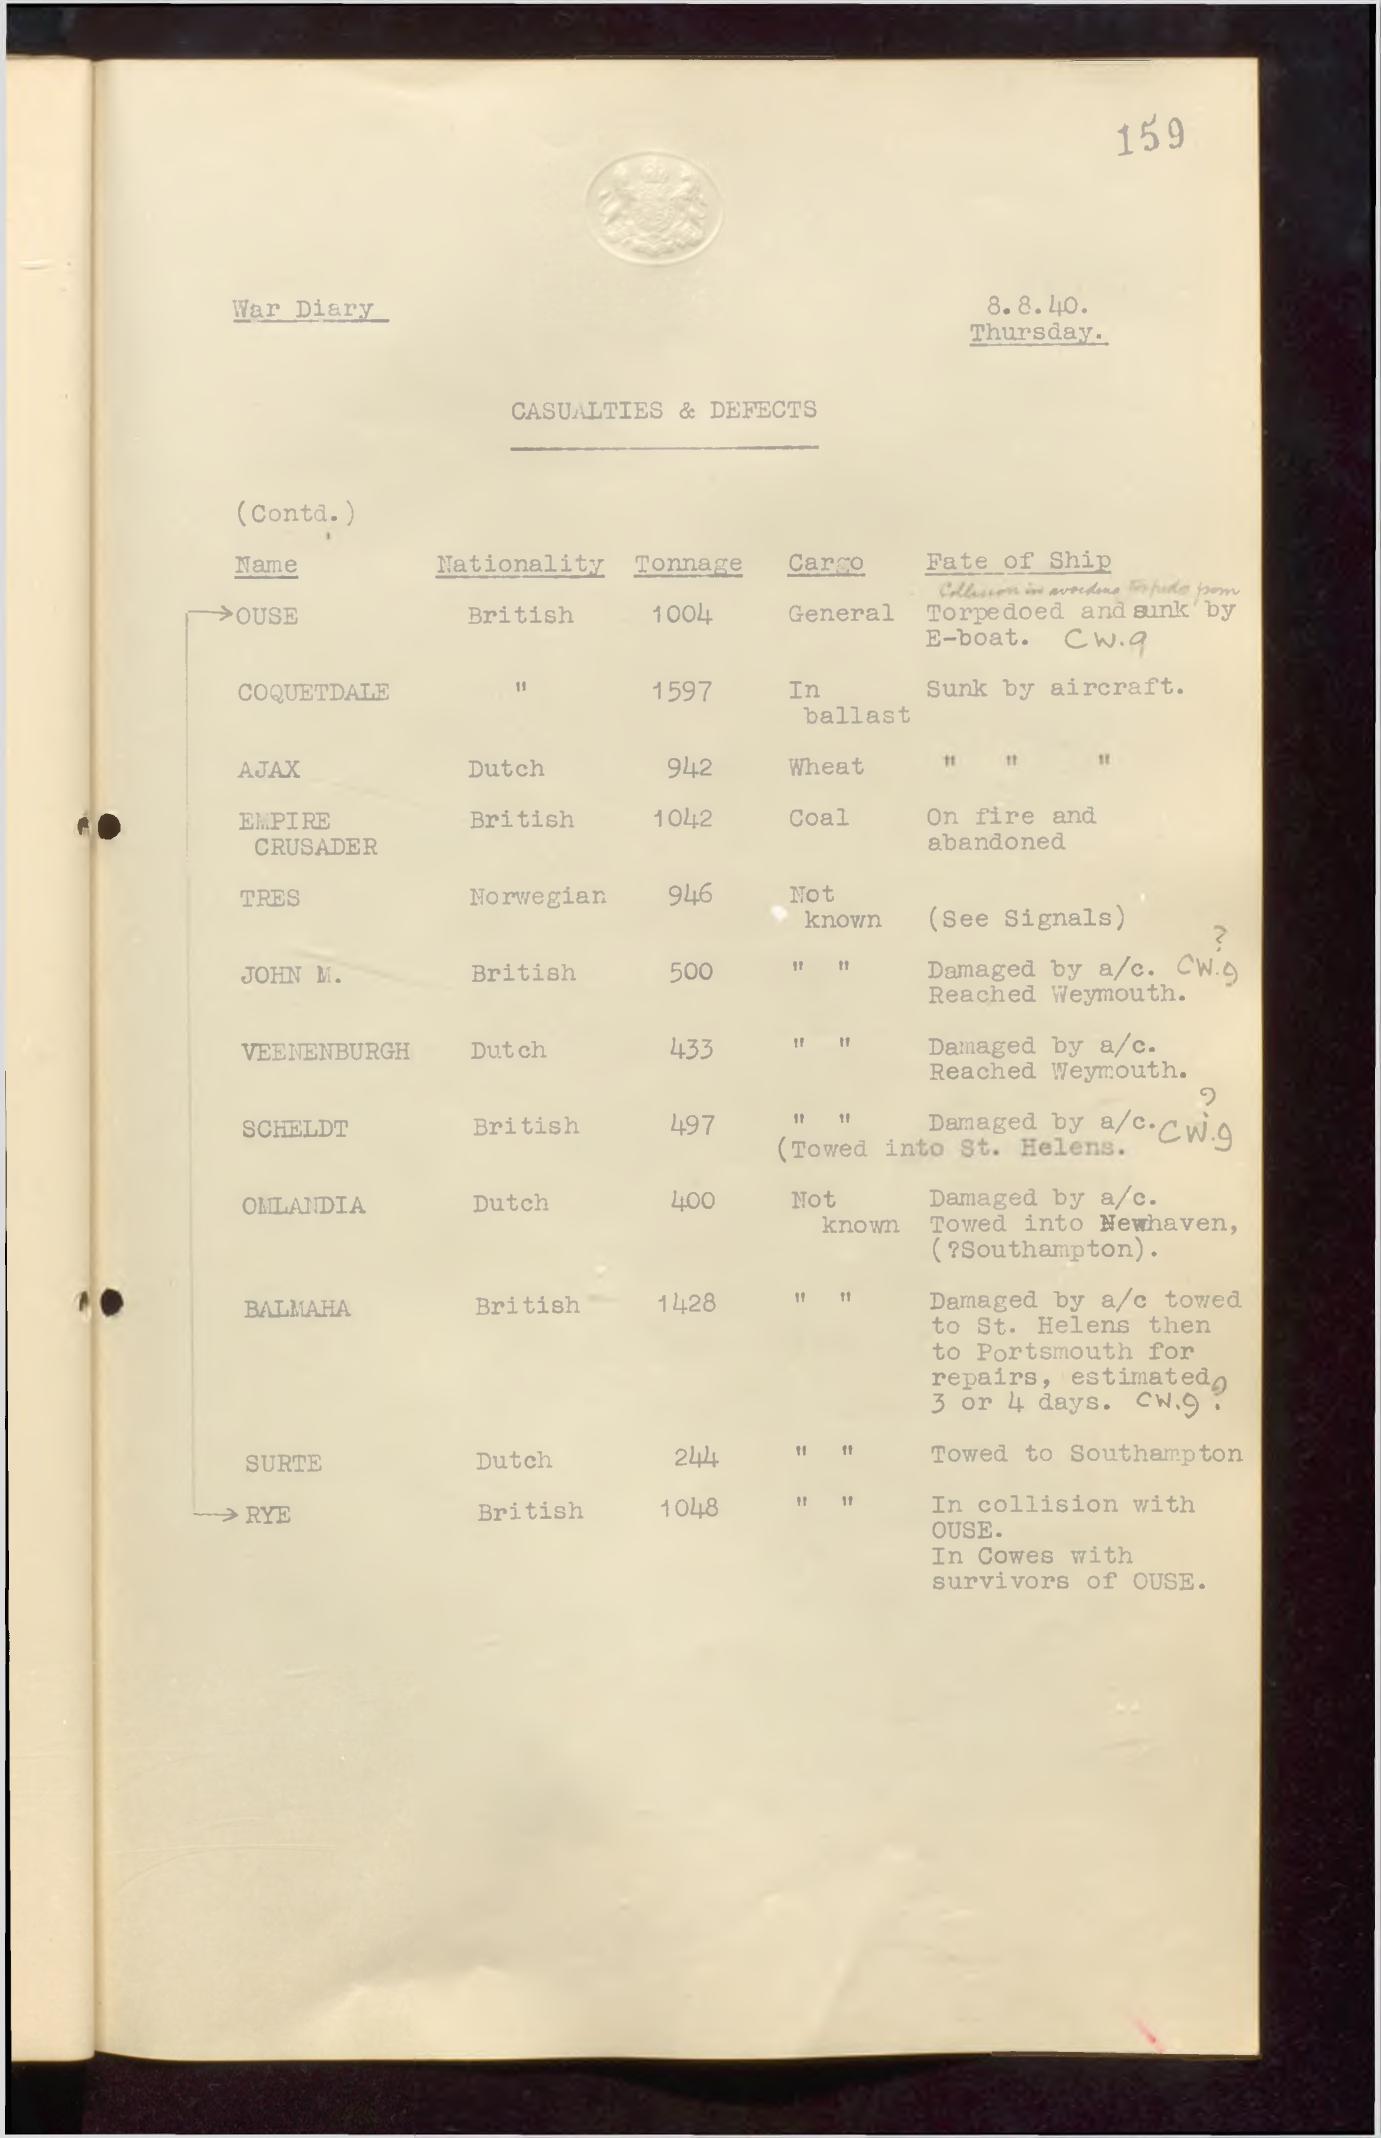 159
War Diary 8.8.40.
Thursday.
CASUALTIES & DEFECTS
(Contd.)
Name Nationality Tonnage Cargo Fate of Ship
Collision in avoiding torpedo from
OUSE British 1004 General Torpedoed and sunk by
E-boat. CW.9
COQUETDALE " 1597 In Sunk by aircraft.
ballast
AJAX Dutch 942 Wheat " " "
EMPIRE British 1042 Coal On fire and
CRUSADER abandoned
TRES Norwegian 946 Not
known (See Signals)
?
JOHN M. British 500 " " Damaged by a/c. CW.9
Reached Weymouth.
VEENENBURGH Dutch 433 " " Damaged by a/c.
Reached Weymouth.
?
SCHELDT British 497 " " Damaged by a/c. CW.9
(Towed into St. Helens.
OMLANDIA Dutch 400 Not Damaged by a/c.
known Towed into Newhaven,
(?Southampton).
BALMAHA British 1428 " " Damaged by a/c towed
to St. Helens then
to Portsmouth for
repairs, estimated
3 or 4 days. CW.9 ?
SURTE Dutch 244 " " Towed to Southampton
RYE British 1048 " " In collision with
OUSE.
In Cowes with
survivors of OUSE.